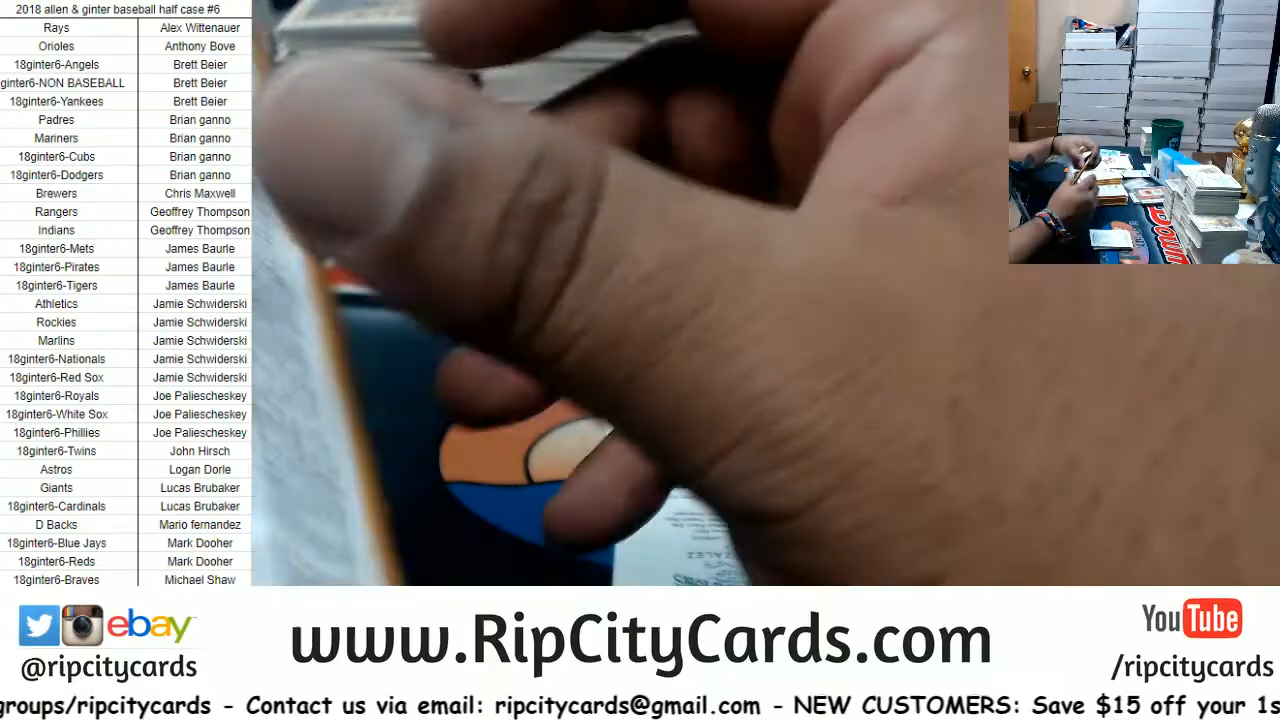 2018 allen & ginter baseball half case #6
Rays Alex Wittenauer
Orioles Anthony Bove
18ginter6-Angels Brett Beier
ginter6-NON BASEBALL Brett Beier
18ginter6-Yankees Brett Beier
Padres Brian ganno
Mariners Brian ganno
18ginter6-Cubs Brian ganno
18ginter6-Dodgers Brian ganno
Brewers Chris Maxwell
Rangers Geoffrey Thompson
Indians Geoffrey Thompson
18ginter6-Mets James Baurle
18ginter6-Pirates James Baurle
18ginter6-Tigers James Baurle
Athletics Jamie Schwiderski
Rockies Jamie Schwiderski
Marlins Jamie Schwiderski
18ginter6-Nationals Jamie Schwiderski
18ginter6-Red Sox Jamie Schwiderski
18ginter6-Royals Joe Paliescheskey
18ginter6-White Sox Joe Paliescheskey
18ginter6-Phillies Joe Paliescheskey
18ginter6-Twins John Hirsch
Astros Logan Dorle
Giants Lucas Brubaker
18ginter6-Cardinals Lucas Brubaker
D Backs Mario fernandez
18ginter6-Blue Jays Mark Dooher
18ginter6-Reds Mark Dooher
18ginter6-Braves Michael Shaw
ebay
@ripcitycards
www.RipCityCards.com
YouTube
/ripcitycards
groups/ripcitycards - Contact us via email: ripcitycards@gmail.com - NEW CUSTOMERS: Save $15 off your 1s